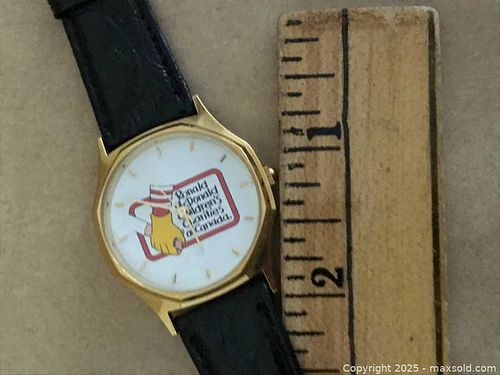 Ronald
McDonald
Children's
Charities
of Canada.
1
2
Copyright 2025 - maxsold.com